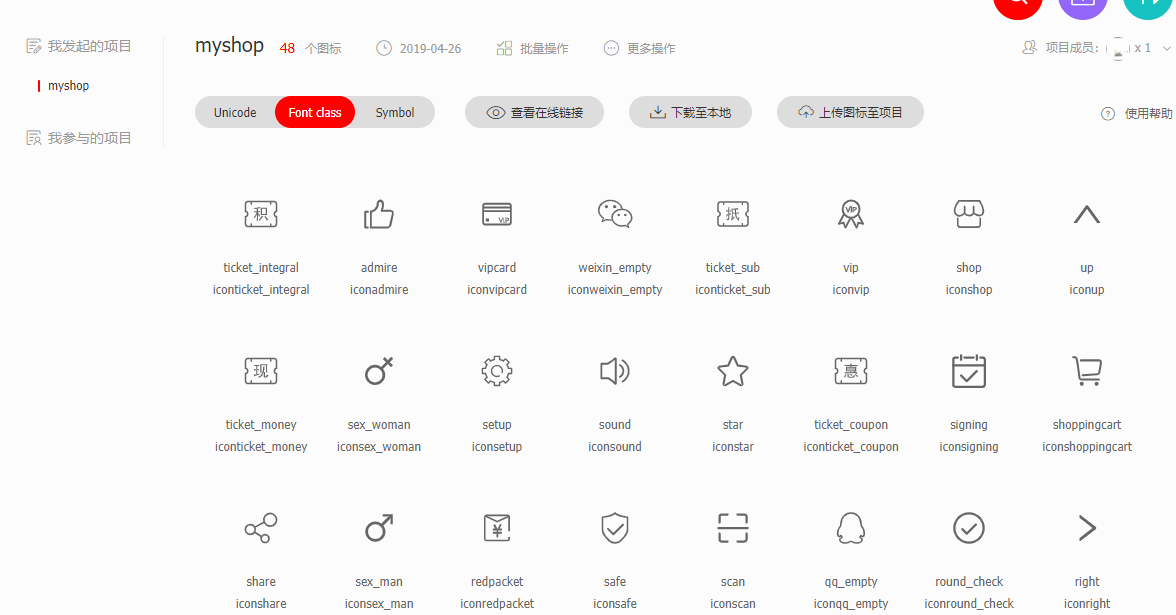 我发起的项目
myshop
我参与的项目
myshop 48 个图标 2019-04-26 批量操作 更多操作 项目成员: x 1
Unicode Font class Symbol 查看在线链接 下载至本地 上传图标至项目 使用帮助
积 VIP 抵 VIP
ticket_integral admire vipcard weixin_empty ticket_sub vip shop up
iconticket_integral iconadmire iconvipcard iconweixin_empty iconticket_sub iconvip iconshop iconup
现 惠
ticket_money sex_woman setup sound star ticket_coupon signing shoppingcart
iconticket_money iconsex_woman iconsetup iconsound iconstar iconticket_coupon iconsigning iconshoppingcart
¥
share sex_man redpacket safe scan qq_empty round_check right
iconshare iconsex_man iconredpacket iconsafe iconscan iconqq_empty iconround_check iconright